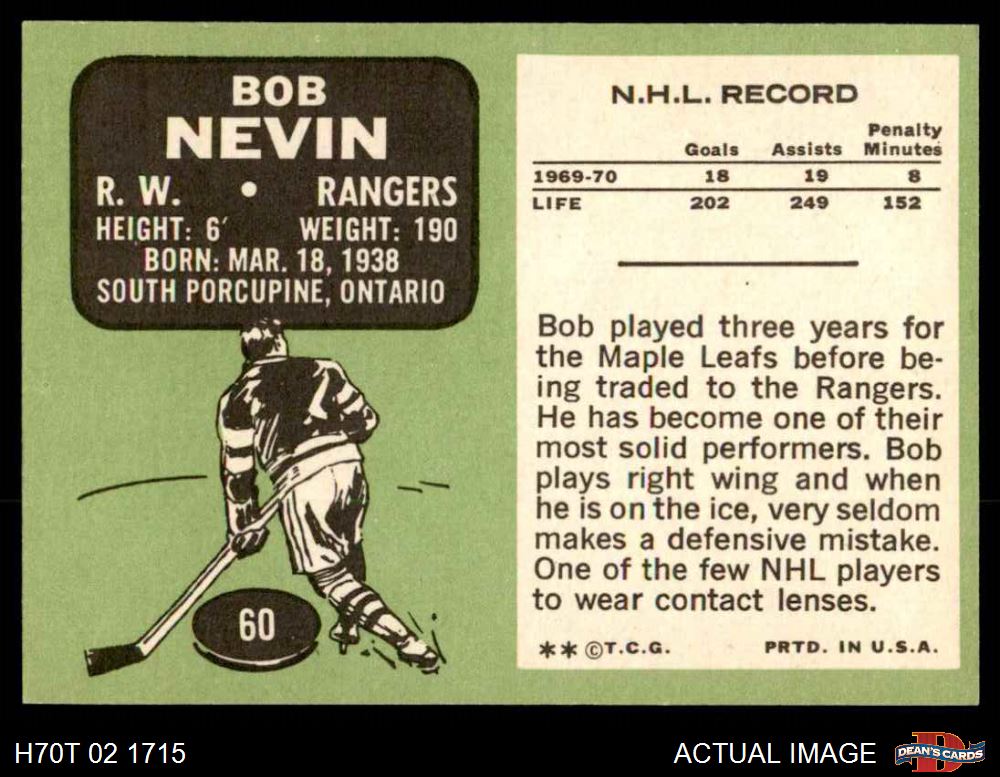 BOB
NEVIN
R. W. • RANGERS
HEIGHT: 6′ WEIGHT: 190
BORN: MAR. 18, 1938
SOUTH PORCUPINE, ONTARIO
60
N.H.L. RECORD
Goals Assists Penalty Minutes
1969-70 18 19 8
LIFE 202 249 152
Bob played three years for
the Maple Leafs before be-
ing traded to the Rangers.
He has become one of their
most solid performers. Bob
plays right wing and when
he is on the ice, very seldom
makes a defensive mistake.
One of the few NHL players
to wear contact lenses.
** ©T.C.G. PRTD. IN U.S.A.
H70T 02 1715
ACTUAL IMAGE
D
DEAN'S CARDS